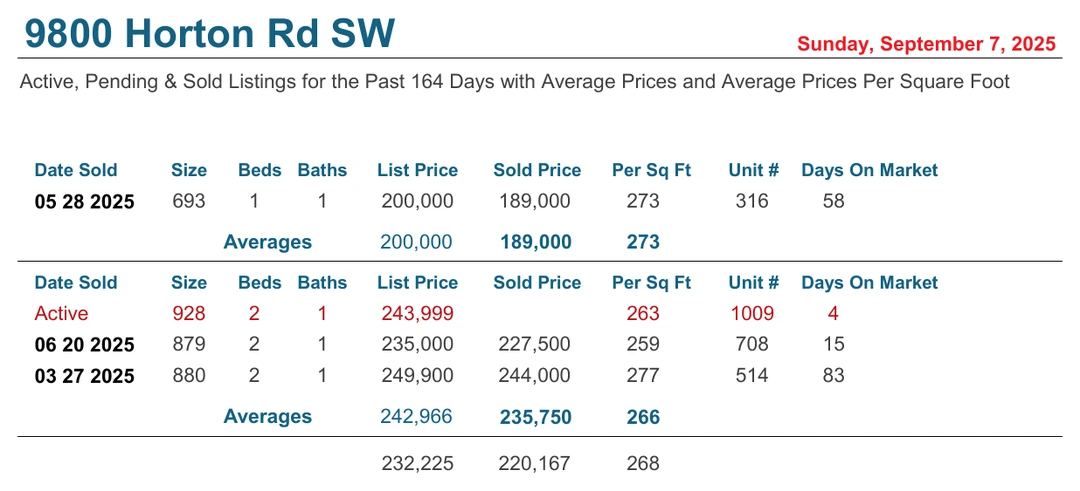 9800 Horton Rd SW
Sunday, September 7, 2025
Active, Pending & Sold Listings for the Past 164 Days with Average Prices and Average Prices Per Square Foot
Date Sold Size Beds Baths List Price Sold Price Per Sq Ft Unit # Days On Market
05 28 2025 693 1 1 200,000 189,000 273 316 58
Averages 200,000 189,000 273
Date Sold Size Beds Baths List Price Sold Price Per Sq Ft Unit # Days On Market
Active 928 2 1 243,999 263 1009 4
06 20 2025 879 2 1 235,000 227,500 259 708 15
03 27 2025 880 2 1 249,900 244,000 277 514 83
Averages 242,966 235,750 266
232,225 220,167 268